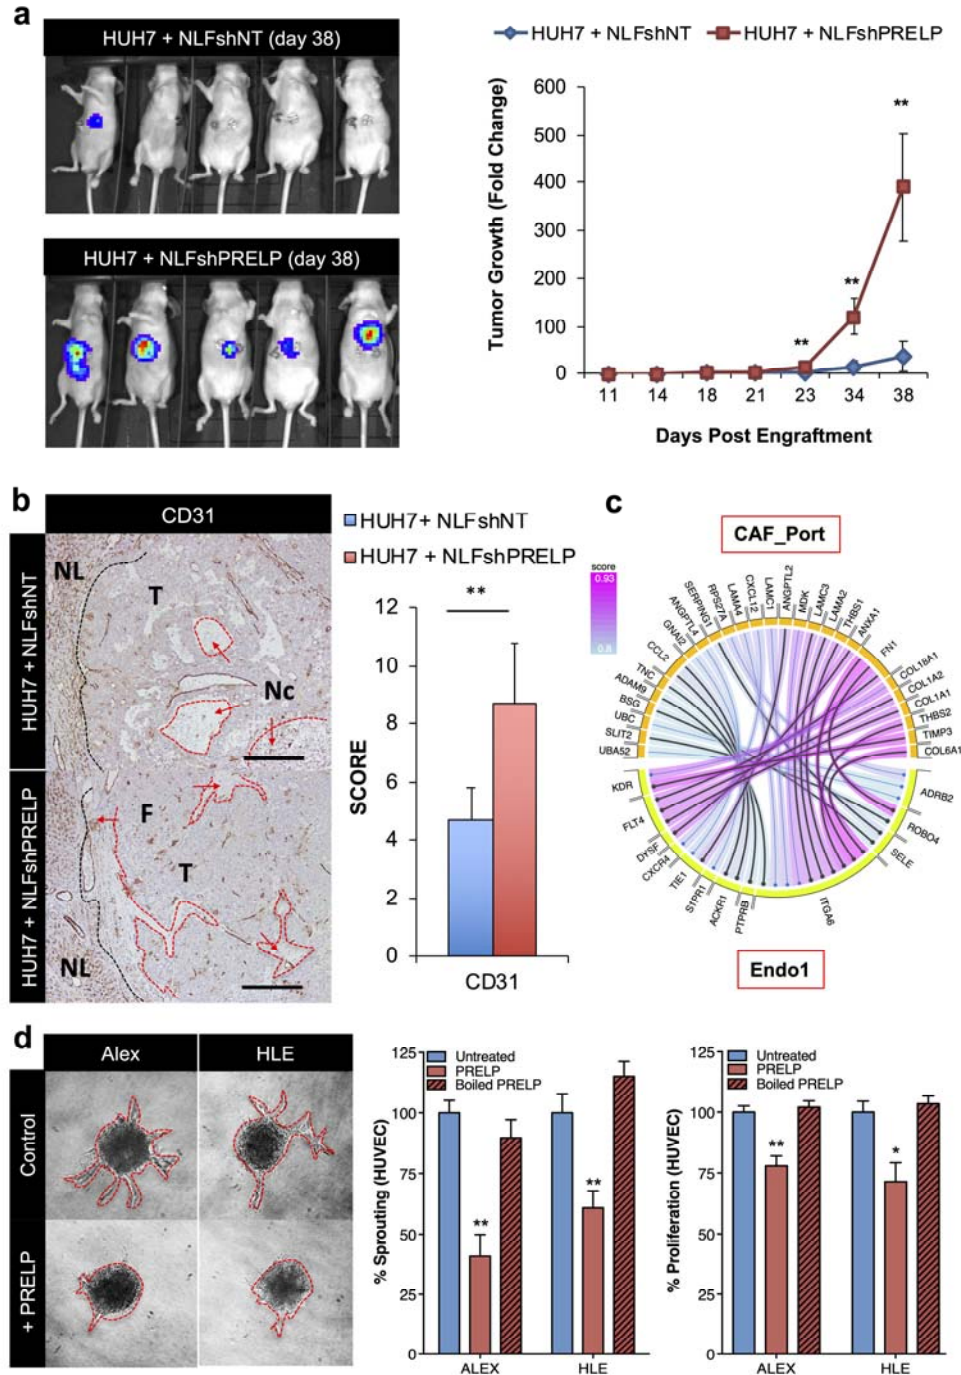 a
HUH7 + NLFshNT (day 38)
HUH7 + NLFshPRELP (day 38)
HUH7 + NLFshNT
HUH7 + NLFshPRELP
Tumor Growth (Fold Change)
600
500
400
300
200
100
0
**
**
**
11 14 18 21 23 34 38
Days Post Engraftment
b
CD31
HUH7 + NLFshNT
HUH7 + NLFshPRELP
NL
T
Nc
F
T
NL
HUH7+ NLFshNT
HUH7 + NLFshPRELP
SCORE
12
10
8
6
4
2
0
**
CD31
c
CAF_Port
score
0.93
0.8
UBA52
SLIT2
UBC
BSG
ADAM9
TNC
CCL2
GNAI2
ANGPTL4
SERPING1
RPS27A
LAMA4
CXCL12
LAMC1
ANGPTL2
MDK
LAMC3
LAMA2
THBS1
ANXA1
FN1
COL18A1
COL1A2
COL1A1
THBS2
TIMP3
COL6A1
KDR
FLT4
DYSF
CXCR4
TIE1
S1PR1
ACKR1
PTPRB
ITGA6
SELE
ROBO4
ADRB2
Endo1
d
Alex
HLE
Control
+ PRELP
% Sprouting (HUVEC)
125
100
75
50
25
0
Untreated
PRELP
Boiled PRELP
**
**
ALEX HLE
% Proliferation (HUVEC)
125
100
75
50
25
0
Untreated
PRELP
Boiled PRELP
**
*
ALEX HLE